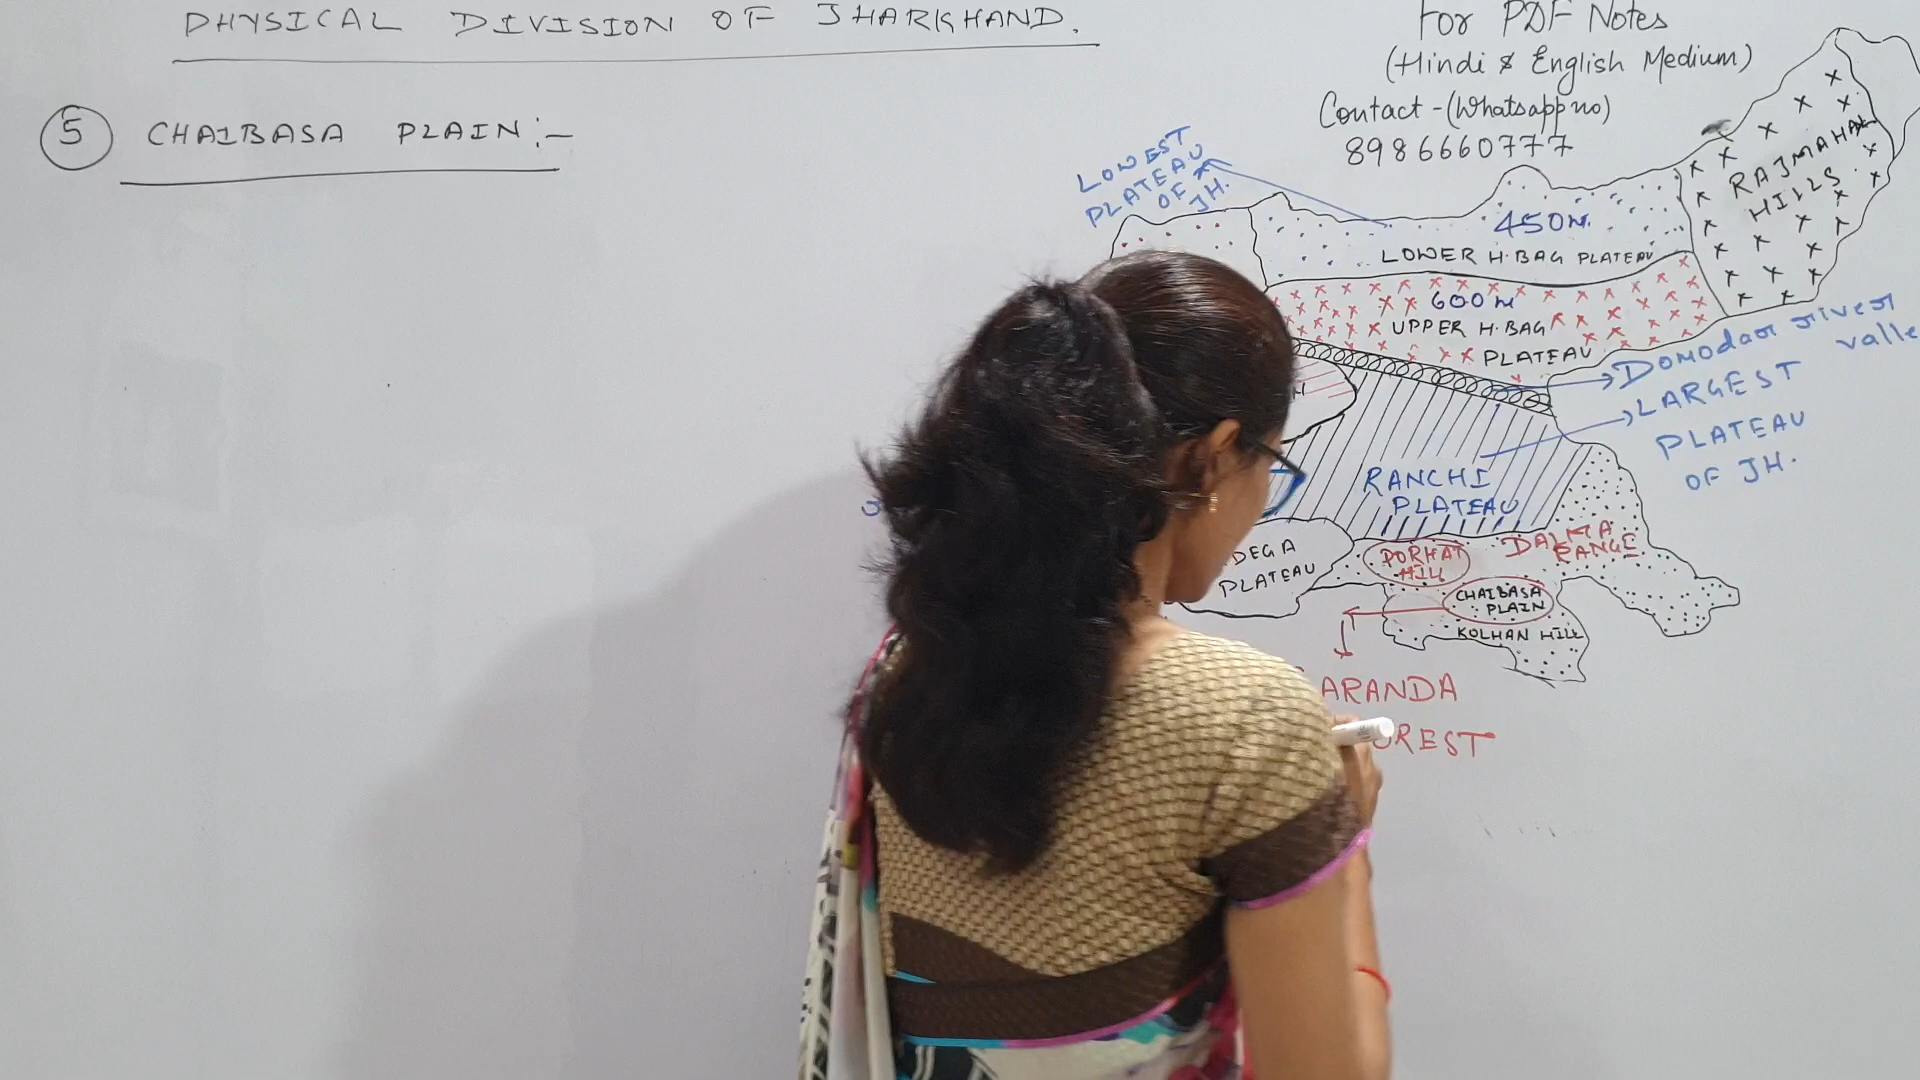 PHYSICAL DIVISION OF JHARKHAND.
5 CHAIBASA PLAIN:-
For PDF Notes
(Hindi & English Medium)
Contact-(Whatsapp no)
8986660777
LOWEST
PLATEAU
OF
JH.
450m
LOWER H.BAG PLATEAU
RAJMAHAL
HILLS
600m
UPPER H.BAG
PLATEAU
Domodar river
LARGEST
PLATEAU
OF JH.
RANCHI
PLATEAU
DEGA
PLATEAU
PORHAT
HILL
DALMA
RANGE
CHAIBASA
PLAIN
KOLHAN HILL
ARANDA
OREST